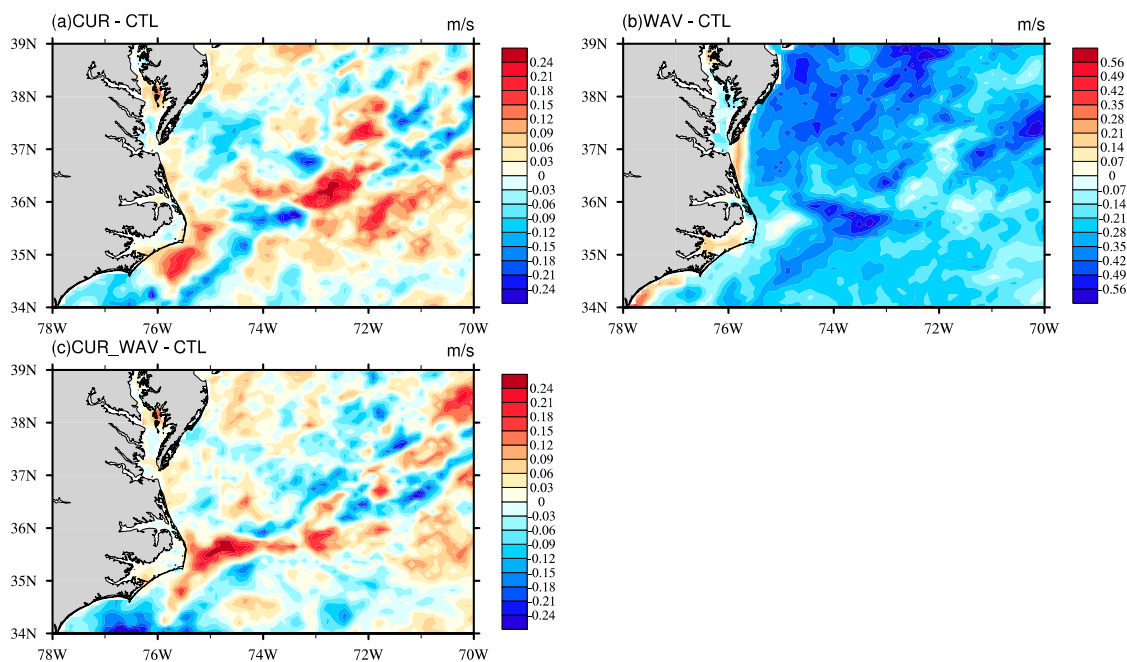 (a)CUR - CTL m/s
39N
38N
37N
36N
35N
34N
78W 76W 74W 72W 70W
0.24
0.21
0.18
0.15
0.12
0.09
0.06
0.03
0
-0.03
-0.06
-0.09
-0.12
-0.15
-0.18
-0.21
-0.24
(b)WAV - CTL m/s
39N
38N
37N
36N
35N
34N
78W 76W 74W 72W 70W
0.56
0.49
0.42
0.35
0.28
0.21
0.14
0.07
0
-0.07
-0.14
-0.21
-0.28
-0.35
-0.42
-0.49
-0.56
(c)CUR_WAV - CTL m/s
39N
38N
37N
36N
35N
34N
78W 76W 74W 72W 70W
0.24
0.21
0.18
0.15
0.12
0.09
0.06
0.03
0
-0.03
-0.06
-0.09
-0.12
-0.15
-0.18
-0.21
-0.24